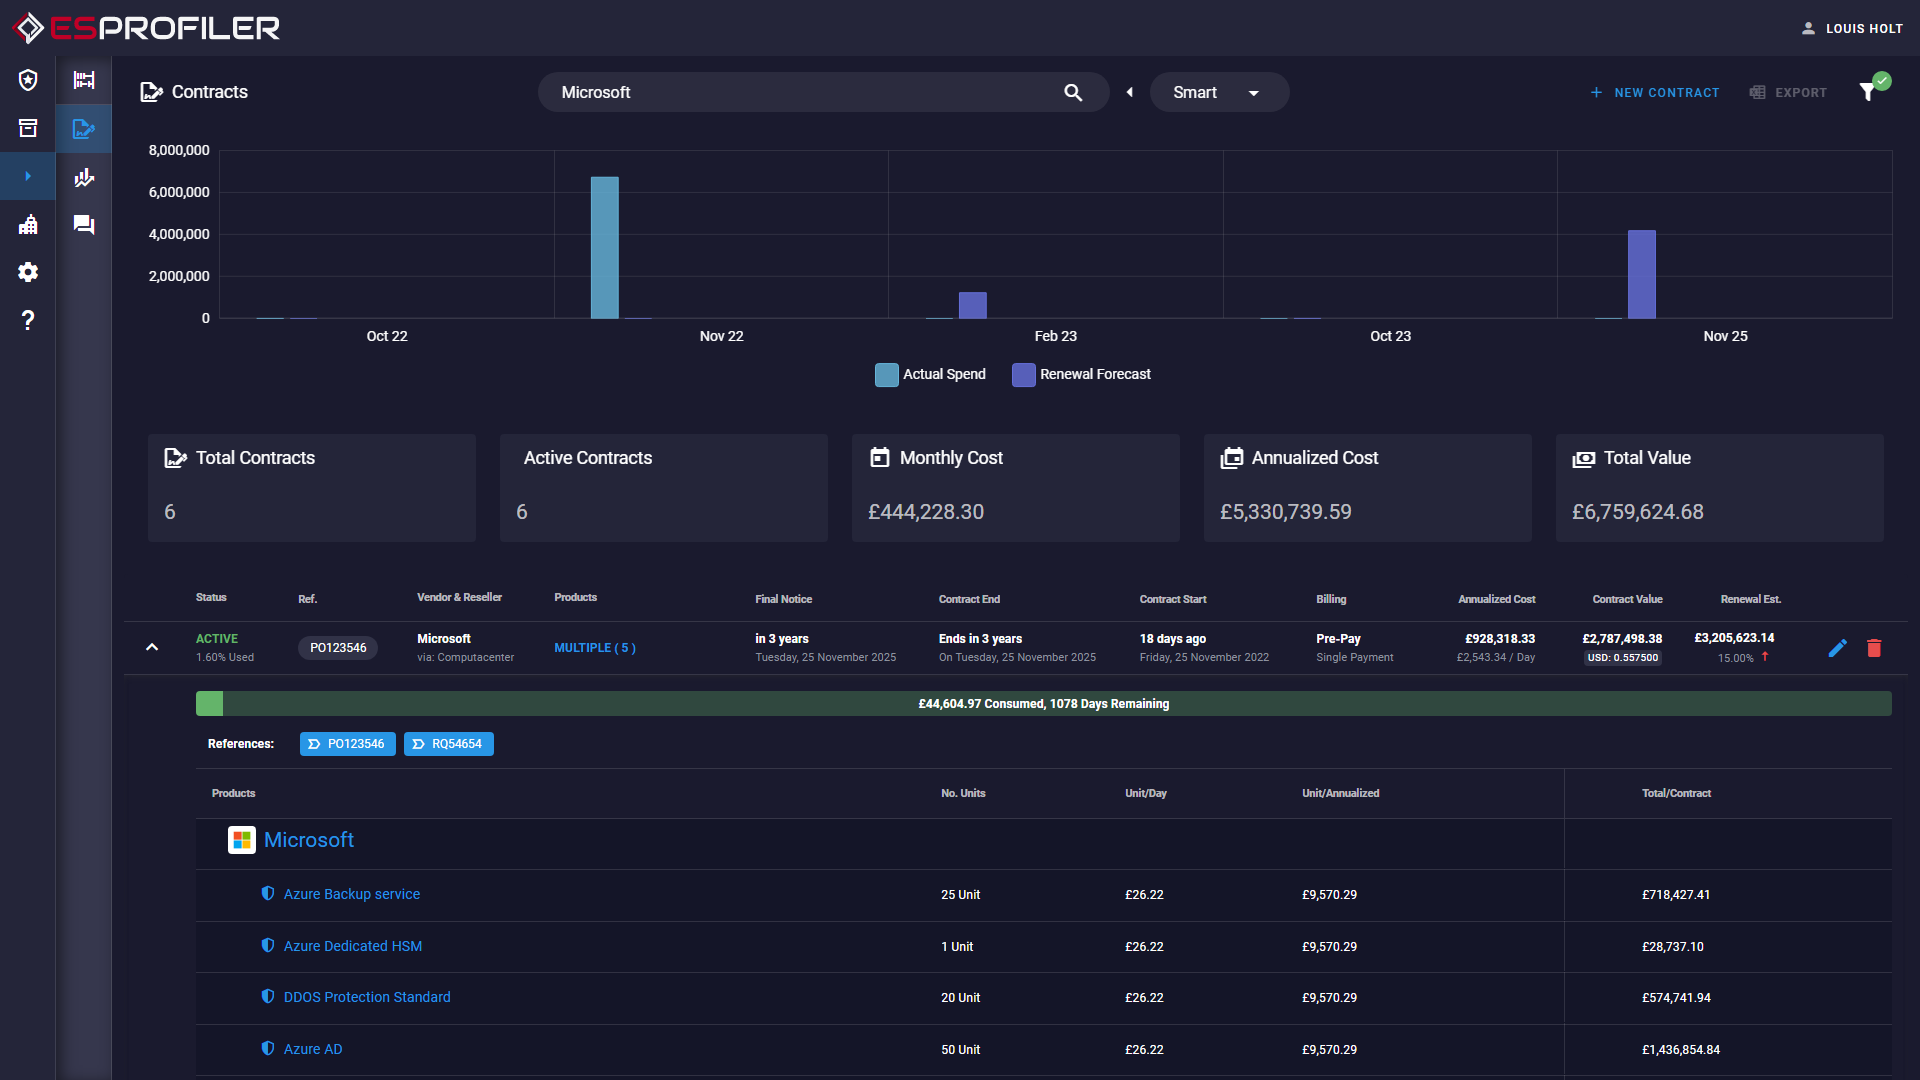 ESPROFILER
LOUIS HOLT
Contracts
Microsoft
Smart
NEW CONTRACT
EXPORT
8,000,000
6,000,000
4,000,000
2,000,000
0
Oct 22
Nov 22
Feb 23
Oct 23
Nov 25
Actual Spend
Renewal Forecast
Total Contracts
6
Active Contracts
6
Monthly Cost
£444,228.30
Annualized Cost
£5,330,739.59
Total Value
£6,759,624.68
Status Ref. Vendor & Reseller Products Final Notice Contract End Contract Start Billing Annualized Cost Contract Value Renewal Est.
ACTIVE PO123546 Microsoft MULTIPLE ( 5 ) in 3 years Ends in 3 years 18 days ago Pre-Pay £928,318.33 £2,787,498.38 £3,205,623.14
1.60% Used via: Computacenter Tuesday, 25 November 2025 On Tuesday, 25 November 2025 Friday, 25 November 2022 Single Payment £2,543.34 / Day USD: 0.557500 15.00%
£44,604.97 Consumed, 1078 Days Remaining
References: PO123546 RQ54654
Products No. Units Unit/Day Unit/Annualized Total/Contract
Microsoft
Azure Backup service 25 Unit £26.22 £9,570.29 £718,427.41
Azure Dedicated HSM 1 Unit £26.22 £9,570.29 £28,737.10
DDOS Protection Standard 20 Unit £26.22 £9,570.29 £574,741.94
Azure AD 50 Unit £26.22 £9,570.29 £1,436,854.84